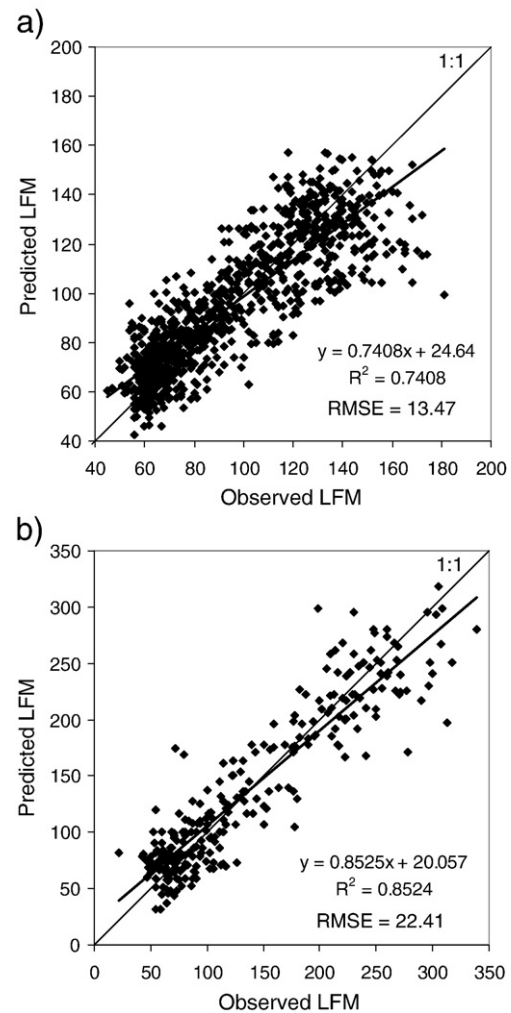 a)
200
180
160
140
120
100
80
60
40
Predicted LFM
1:1
y = 0.7408x + 24.64
R² = 0.7408
RMSE = 13.47
40 60 80 100 120 140 160 180 200
Observed LFM
b)
350
300
250
200
150
100
50
0
Predicted LFM
1:1
y = 0.8525x + 20.057
R² = 0.8524
RMSE = 22.41
0 50 100 150 200 250 300 350
Observed LFM